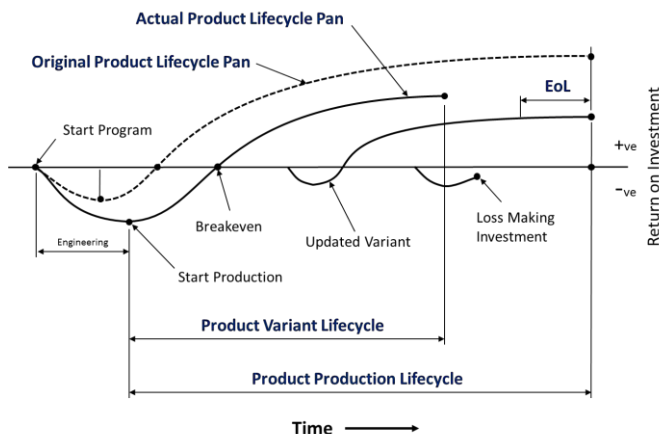 Actual Product Lifecycle Pan
Original Product Lifecycle Pan
EoL
Start Program
+ve
-ve
Return on Investment
Breakeven
Updated Variant
Loss Making
Investment
Engineering
Start Production
Product Variant Lifecycle
Product Production Lifecycle
Time